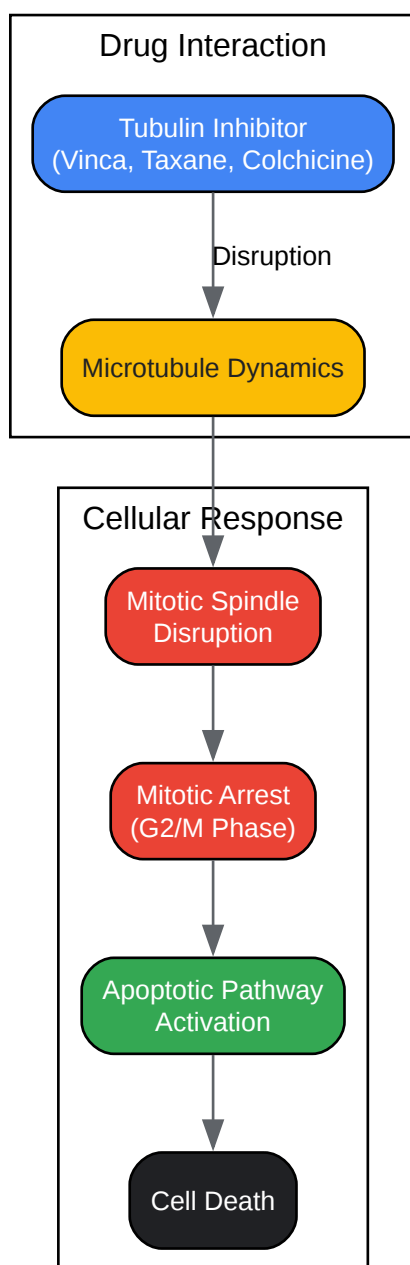 Drug Interaction
Tubulin Inhibitor
(Vinca, Taxane, Colchicine)
Disruption
Microtubule Dynamics
Cellular Response
Mitotic Spindle
Disruption
Mitotic Arrest
(G2/M Phase)
Apoptotic Pathway
Activation
Cell Death